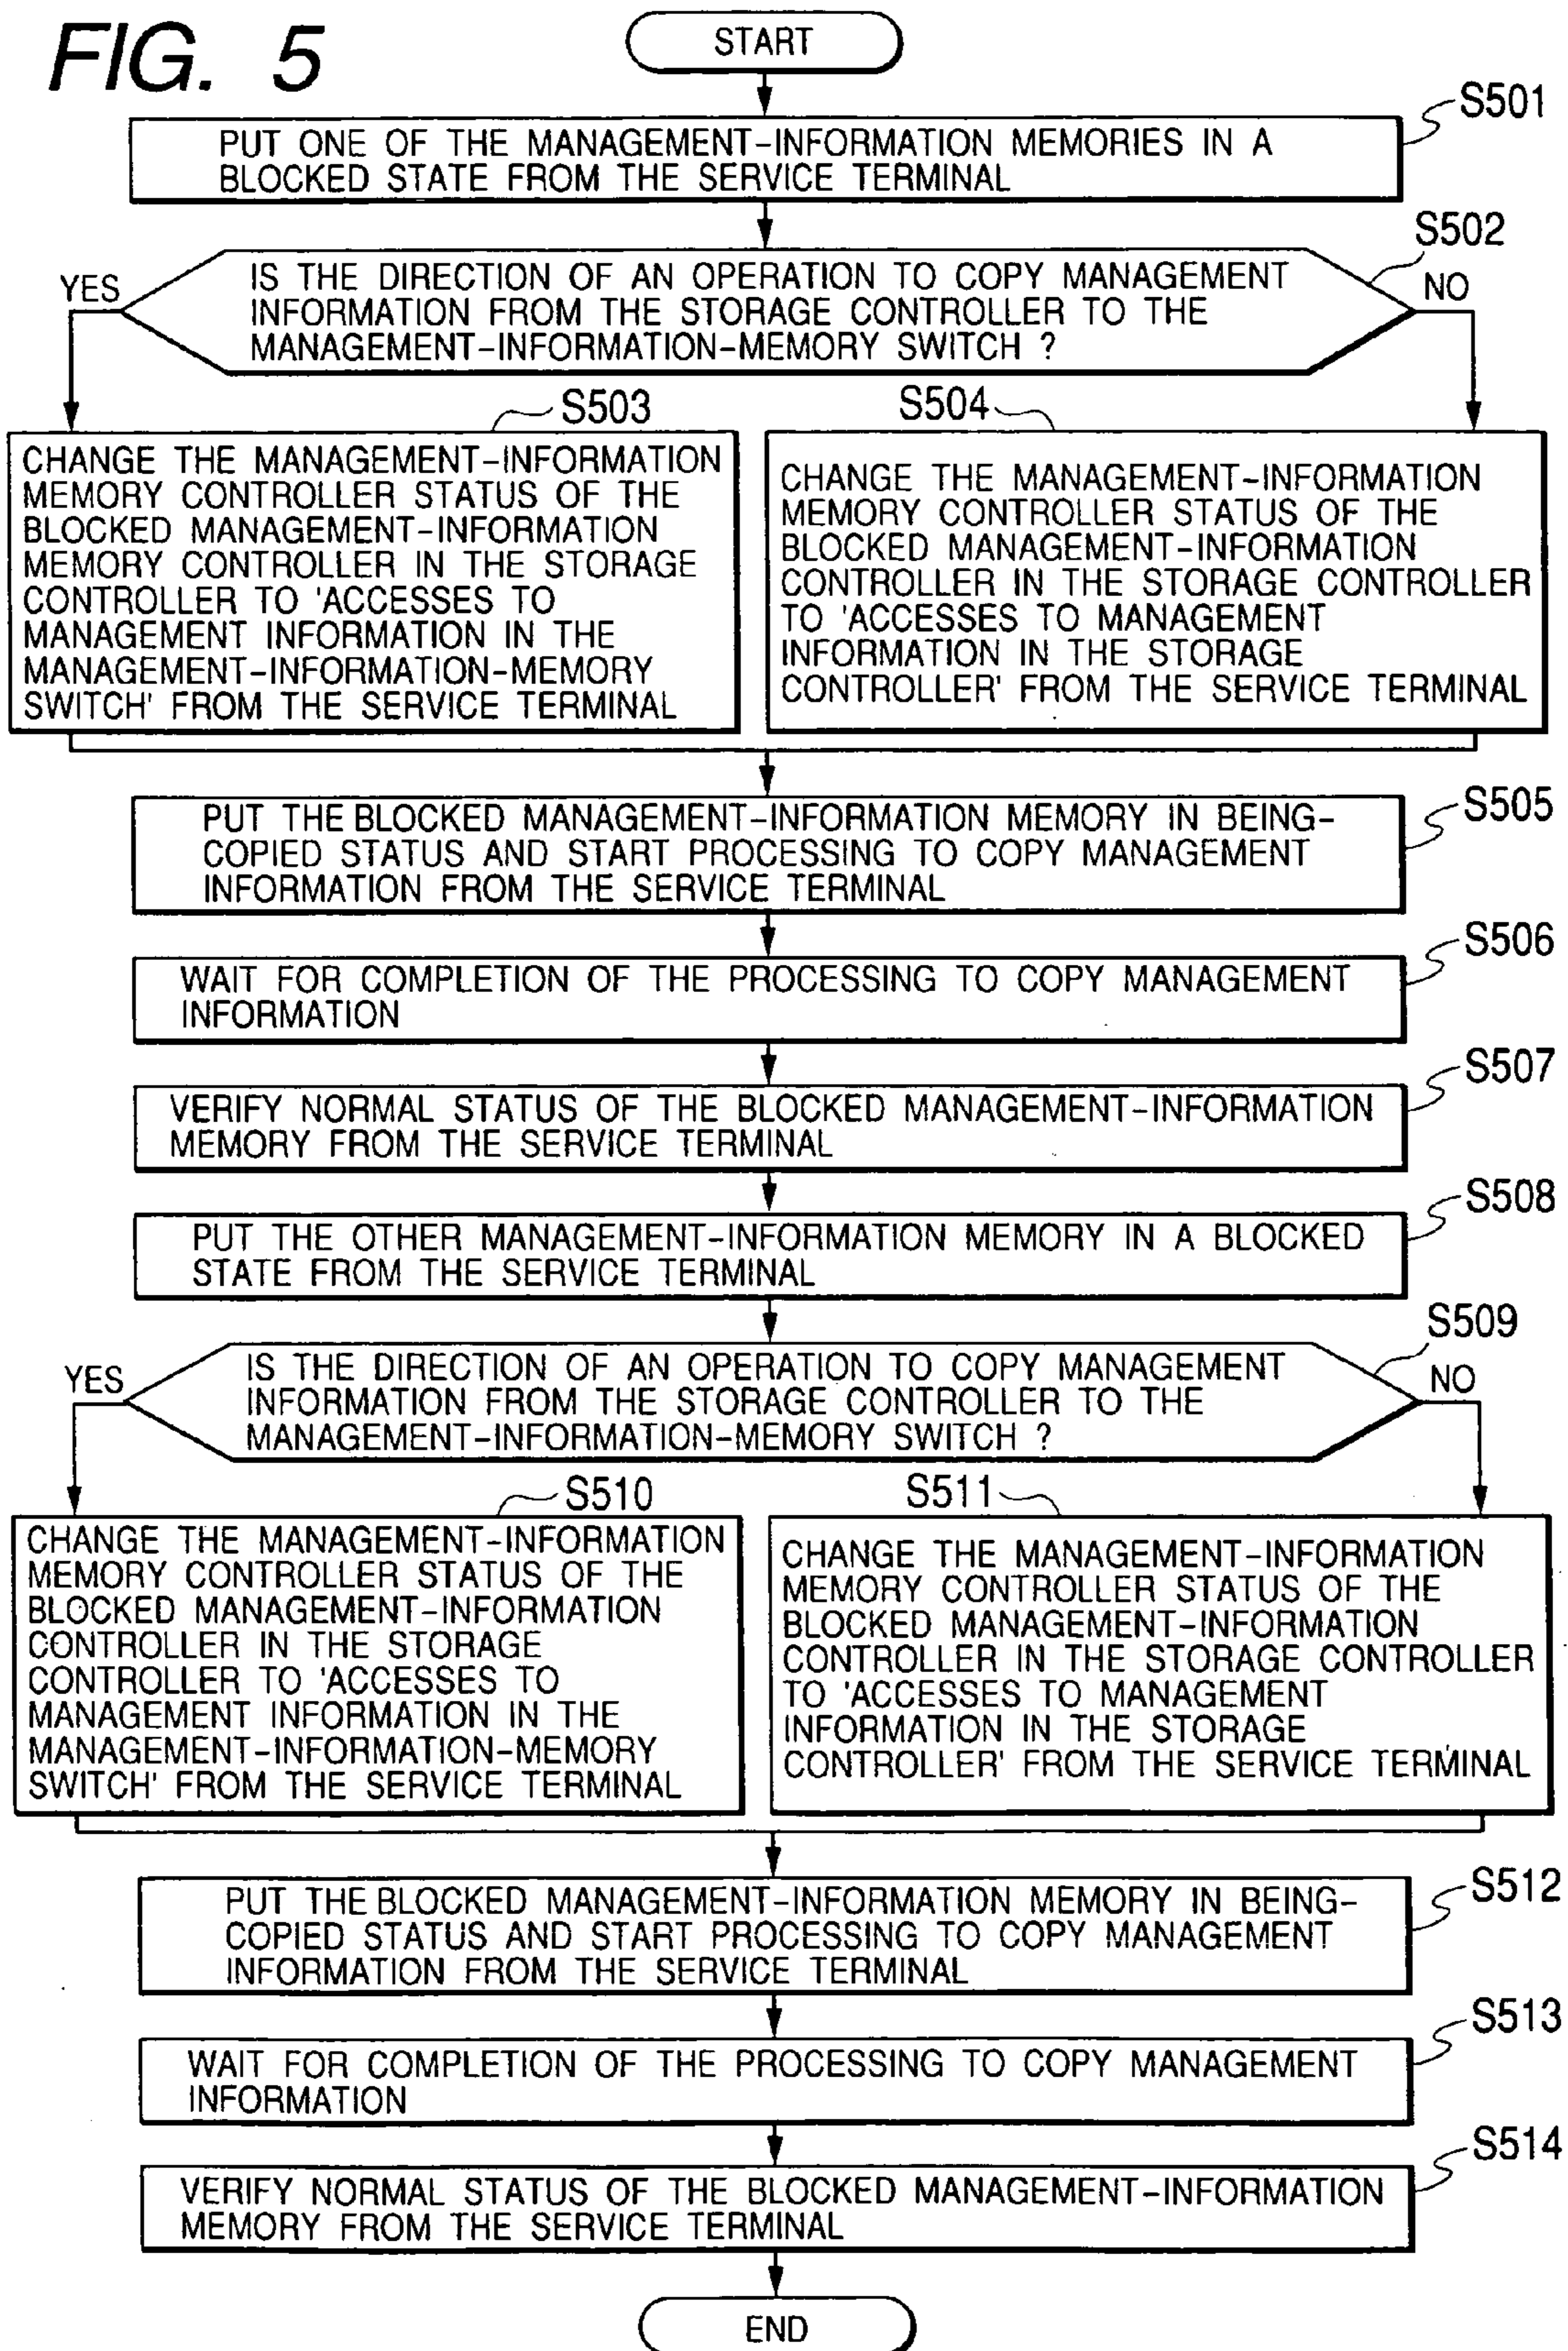 FIG. 5
START
S501
PUT ONE OF THE MANAGEMENT-INFORMATION MEMORIES IN A
BLOCKED STATE FROM THE SERVICE TERMINAL
S502
YES
IS THE DIRECTION OF AN OPERATION TO COPY MANAGEMENT
INFORMATION FROM THE STORAGE CONTROLLER TO THE
MANAGEMENT-INFORMATION-MEMORY SWITCH ?
NO
S503
CHANGE THE MANAGEMENT-INFORMATION
MEMORY CONTROLLER STATUS OF THE
BLOCKED MANAGEMENT-INFORMATION
MEMORY CONTROLLER IN THE STORAGE
CONTROLLER TO 'ACCESSES TO
MANAGEMENT INFORMATION IN THE
MANAGEMENT-INFORMATION-MEMORY
SWITCH' FROM THE SERVICE TERMINAL
S504
CHANGE THE MANAGEMENT-INFORMATION
MEMORY CONTROLLER STATUS OF THE
BLOCKED MANAGEMENT-INFORMATION
CONTROLLER IN THE STORAGE CONTROLLER
TO 'ACCESSES TO MANAGEMENT
INFORMATION IN THE STORAGE
CONTROLLER' FROM THE SERVICE TERMINAL
S505
PUT THE BLOCKED MANAGEMENT-INFORMATION MEMORY IN BEING-
COPIED STATUS AND START PROCESSING TO COPY MANAGEMENT
INFORMATION FROM THE SERVICE TERMINAL
S506
WAIT FOR COMPLETION OF THE PROCESSING TO COPY MANAGEMENT
INFORMATION
S507
VERIFY NORMAL STATUS OF THE BLOCKED MANAGEMENT-INFORMATION
MEMORY FROM THE SERVICE TERMINAL
S508
PUT THE OTHER MANAGEMENT-INFORMATION MEMORY IN A BLOCKED
STATE FROM THE SERVICE TERMINAL
S509
YES
IS THE DIRECTION OF AN OPERATION TO COPY MANAGEMENT
INFORMATION FROM THE STORAGE CONTROLLER TO THE
MANAGEMENT-INFORMATION-MEMORY SWITCH ?
NO
S510
CHANGE THE MANAGEMENT-INFORMATION
MEMORY CONTROLLER STATUS OF THE
BLOCKED MANAGEMENT-INFORMATION
CONTROLLER IN THE STORAGE
CONTROLLER TO 'ACCESSES TO
MANAGEMENT INFORMATION IN THE
MANAGEMENT-INFORMATION-MEMORY
SWITCH' FROM THE SERVICE TERMINAL
S511
CHANGE THE MANAGEMENT-INFORMATION
MEMORY CONTROLLER STATUS OF THE
BLOCKED MANAGEMENT-INFORMATION
CONTROLLER IN THE STORAGE CONTROLLER
TO 'ACCESSES TO MANAGEMENT
INFORMATION IN THE STORAGE
CONTROLLER' FROM THE SERVICE TERMINAL
S512
PUT THE BLOCKED MANAGEMENT-INFORMATION MEMORY IN BEING-
COPIED STATUS AND START PROCESSING TO COPY MANAGEMENT
INFORMATION FROM THE SERVICE TERMINAL
S513
WAIT FOR COMPLETION OF THE PROCESSING TO COPY MANAGEMENT
INFORMATION
S514
VERIFY NORMAL STATUS OF THE BLOCKED MANAGEMENT-INFORMATION
MEMORY FROM THE SERVICE TERMINAL
END